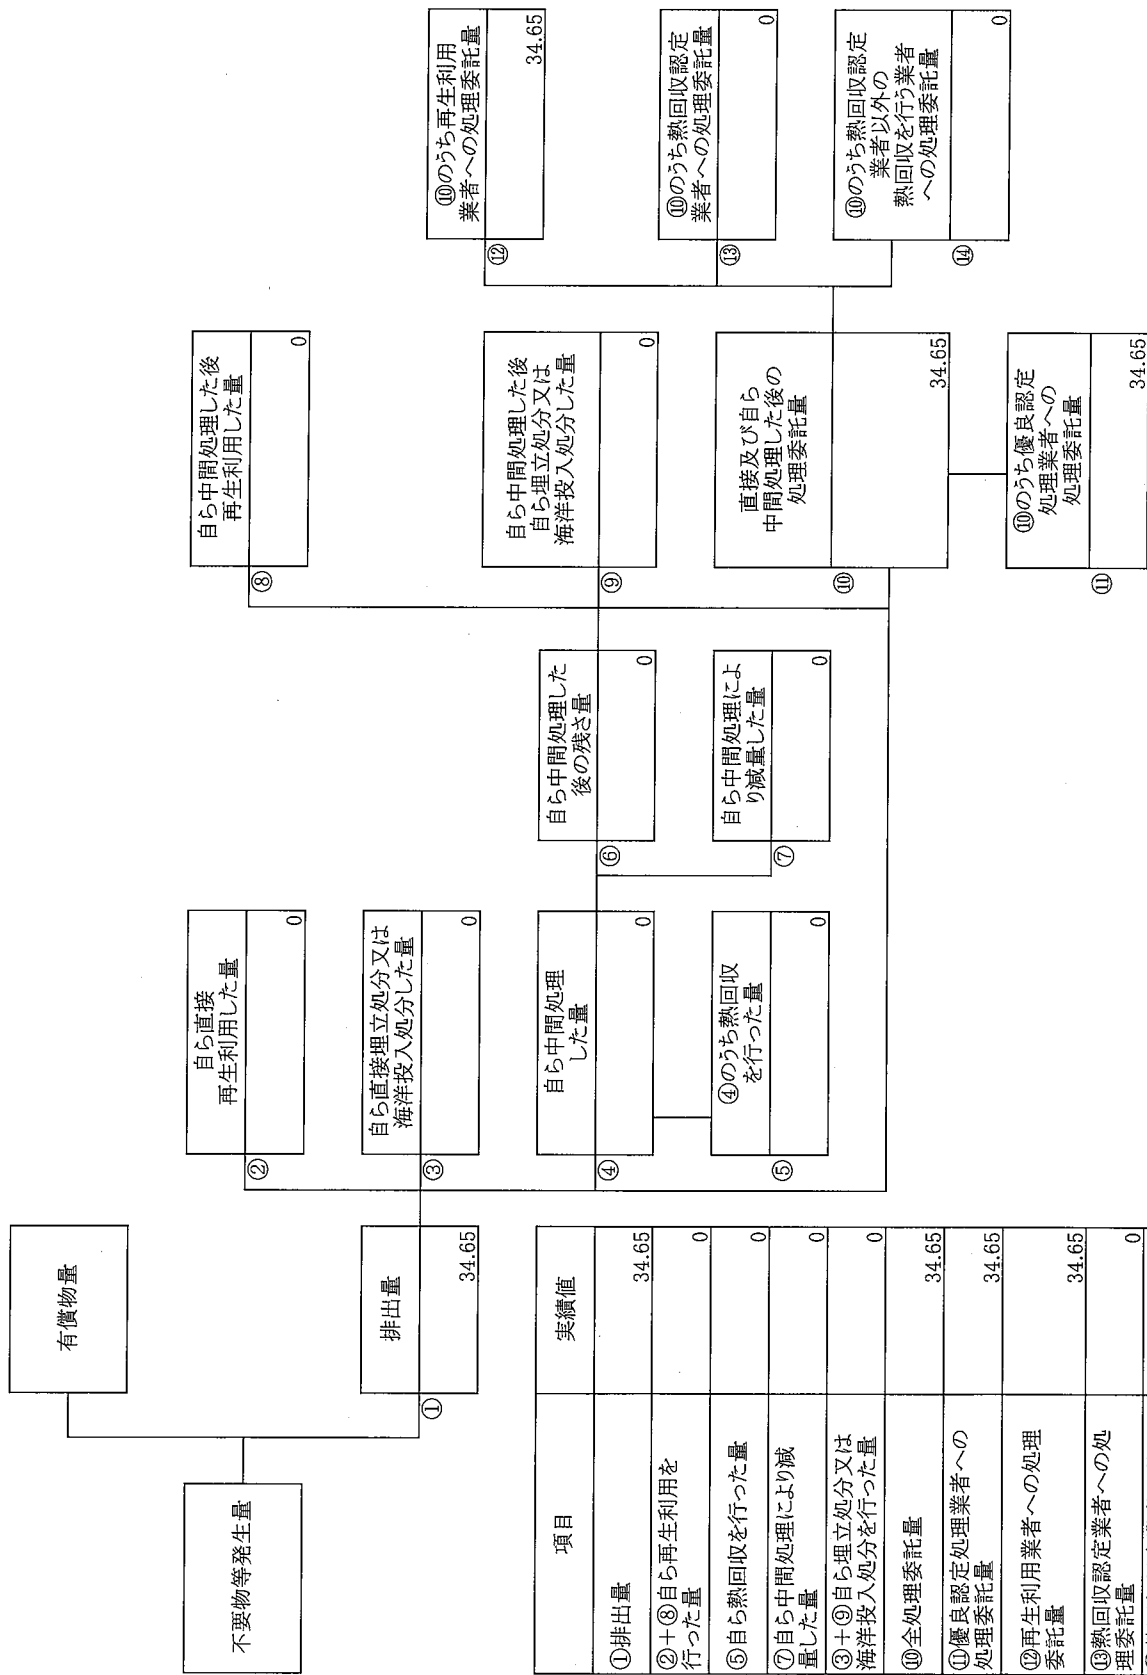 不要物等発生量
有償物量
①
排出量
34.65
②
自ら直接
再生利用した量
0
③
自ら直接埋立処分又は
海洋投入処分した量
0
④
自ら中間処理
した量
0
⑤
④のうち熱回収
を行った量
0
⑥
自ら中間処理した
後の残さ量
0
⑦
自ら中間処理によ
り減量した量
0
⑧
自ら中間処理した後
再生利用した量
0
⑨
自ら中間処理した後
自ら埋立処分又は
海洋投入処分した量
0
⑩
直接及び自ら
中間処理した後の
処理委託量
34.65
⑪
⑩のうち優良認定
処理業者への
処理委託量
34.65
⑫
⑩のうち再生利用
業者への処理委託量
34.65
⑬
⑩のうち熱回収認定
業者への処理委託量
0
⑭
⑩のうち熱回収認定
業者以外の
熱回収を行う業者
への処理委託量
0
項目
実績値
①排出量
34.65
②+⑧自ら再生利用を
行った量
0
⑤自ら熱回収を行った量
0
⑦自ら中間処理により減
量した量
0
③+⑨自ら埋立処分又は
海洋投入処分を行った量
0
⑩全処理委託量
34.65
⑪優良認定処理業者への
処理委託量
34.65
⑫再生利用業者への処理
委託量
34.65
⑬熱回収認定業者への処
理委託量
0